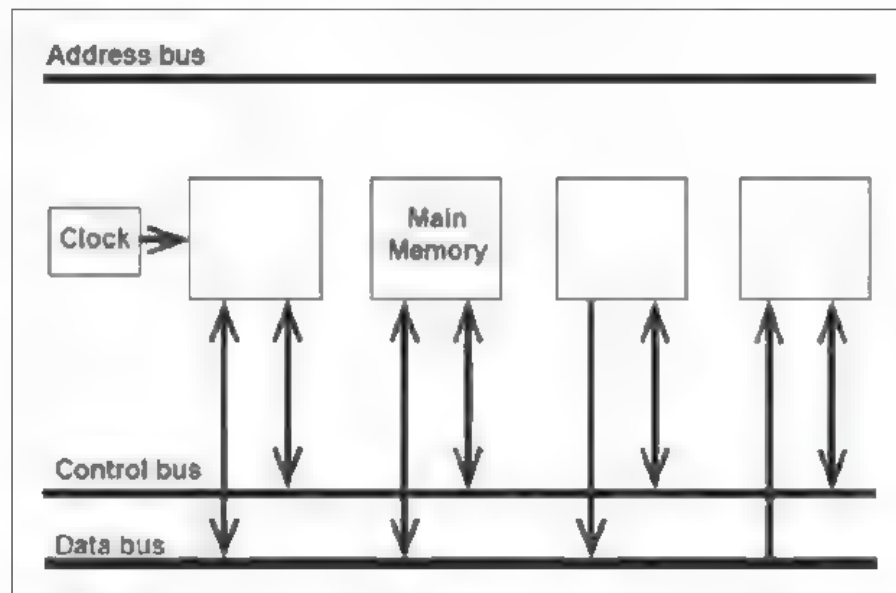 Address bus
Clock
Main
Memory
Control bus
Data bus